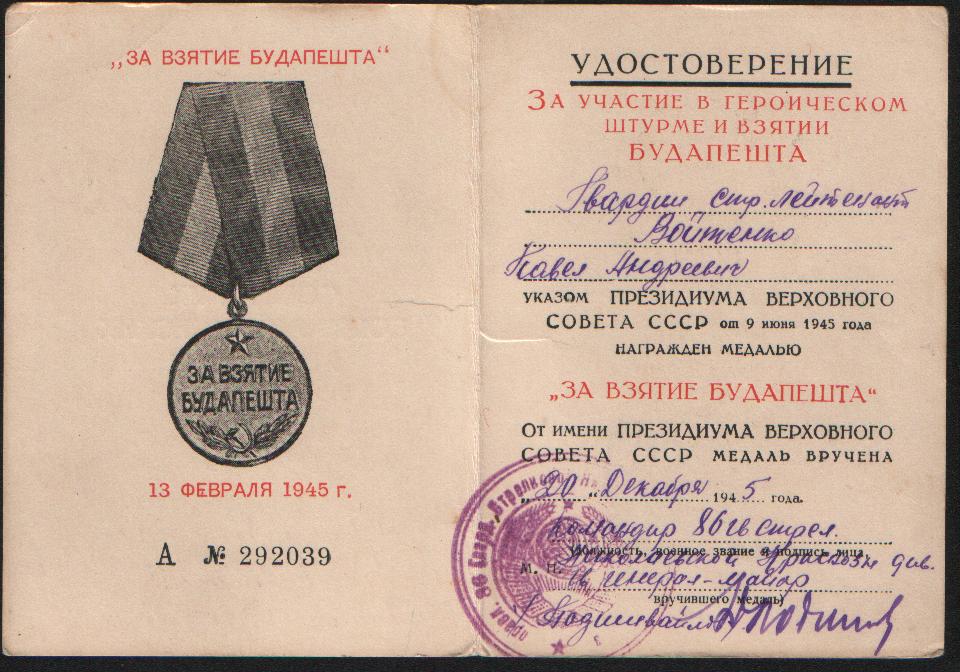 „ЗА ВЗЯТИЕ БУДАПЕШТА“
ЗА ВЗЯТИЕ
БУДАПЕШТА
13 ФЕВРАЛЯ 1945 г.
А № 292039
УДОСТОВЕРЕНИЕ
ЗА УЧАСТИЕ В ГЕРОИЧЕСКОМ
ШТУРМЕ И ВЗЯТИИ
БУДАПЕШТА
Гвардии стр. лейтенант
Войтенко
Павел Андреевич
УКАЗОМ ПРЕЗИДИУМА ВЕРХОВНОГО
СОВЕТА СССР от 9 июня 1945 года
НАГРАЖДЕН МЕДАЛЬЮ
„ЗА ВЗЯТИЕ БУДАПЕШТА“
ОТ ИМЕНИ ПРЕЗИДИУМА ВЕРХОВНОГО
СОВЕТА СССР МЕДАЛЬ ВРУЧЕНА
„20“ Декабря 1945 года.
Командир 86 гв стрел.
(должность, военное звание и подпись лица,
Николаевской Краснозн див.
М. П.
гв генерал-майор
вручившего медаль)